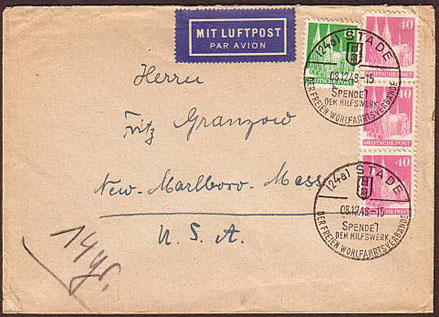 MIT LUFTPOST
PAR AVION
40
DEUTSCHE POST
40
DEUTSCHE POST
40
(24a) STADE
08.12.48-15
SPENDET
DEM HILFSWERK
DER FREIEN WOHLFAHRTSVERBÄNDE
(24a) STADE
08.12.48-15
SPENDET
DEM HILFSWERK
DER FREIEN WOHLFAHRTSVERBÄNDE
Herrn
Fritz Granzow
New-Marlboro-Mass
U.S.A.
14 gr.